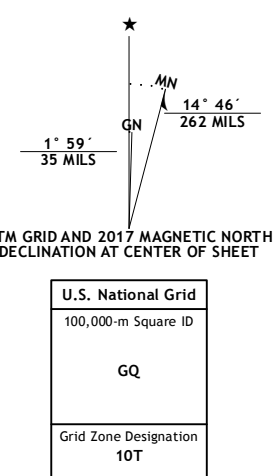 ★
MN
GN
14° 46´
262 MILS
1° 59´
35 MILS
TM GRID AND 2017 MAGNETIC NORTH
DECLINATION AT CENTER OF SHEET
U.S. National Grid
100,000-m Square ID
GQ
Grid Zone Designation
10T